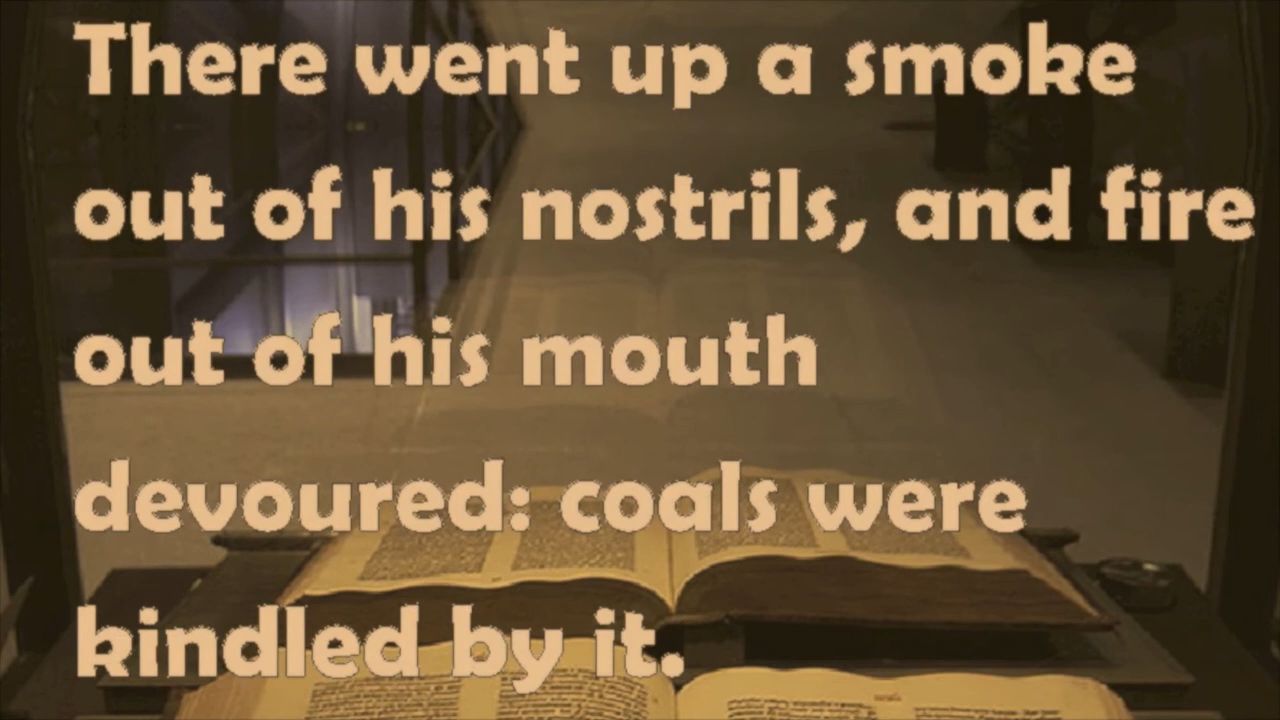 There went up a smoke
out of his nostrils, and fire
out of his mouth
devoured: coals were
kindled by it.